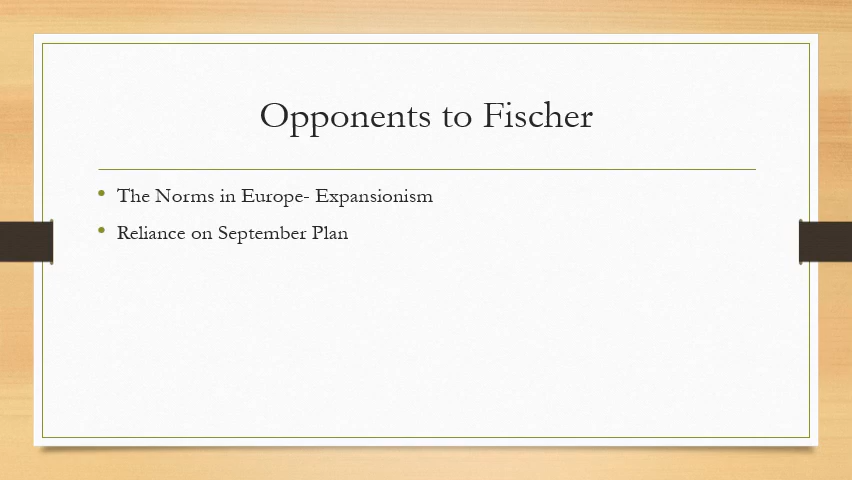 Opponents to Fischer
• The Norms in Europe- Expansionism
• Reliance on September Plan